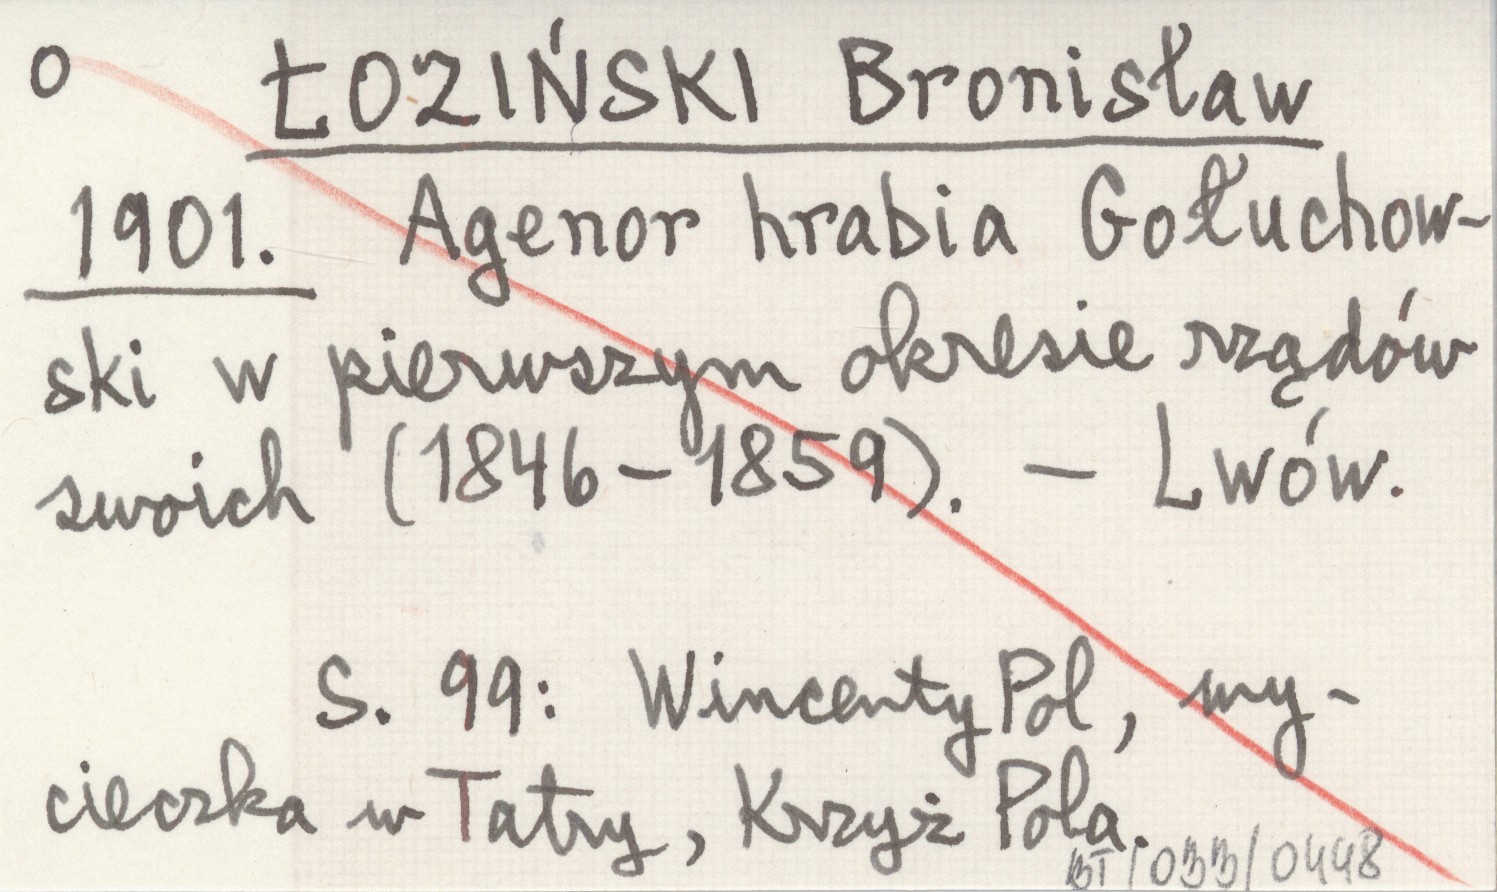 o ŁOZIŃSKI Bronisław
1901. Agenor hrabia Gołuchow-
ski w pierwszym okresie rządów
swoich (1846-1859). - Lwów.
S. 99: Wincenty Pol, wy-
cieczka w Tatry, Krzyż Pola.
BT/033/0448